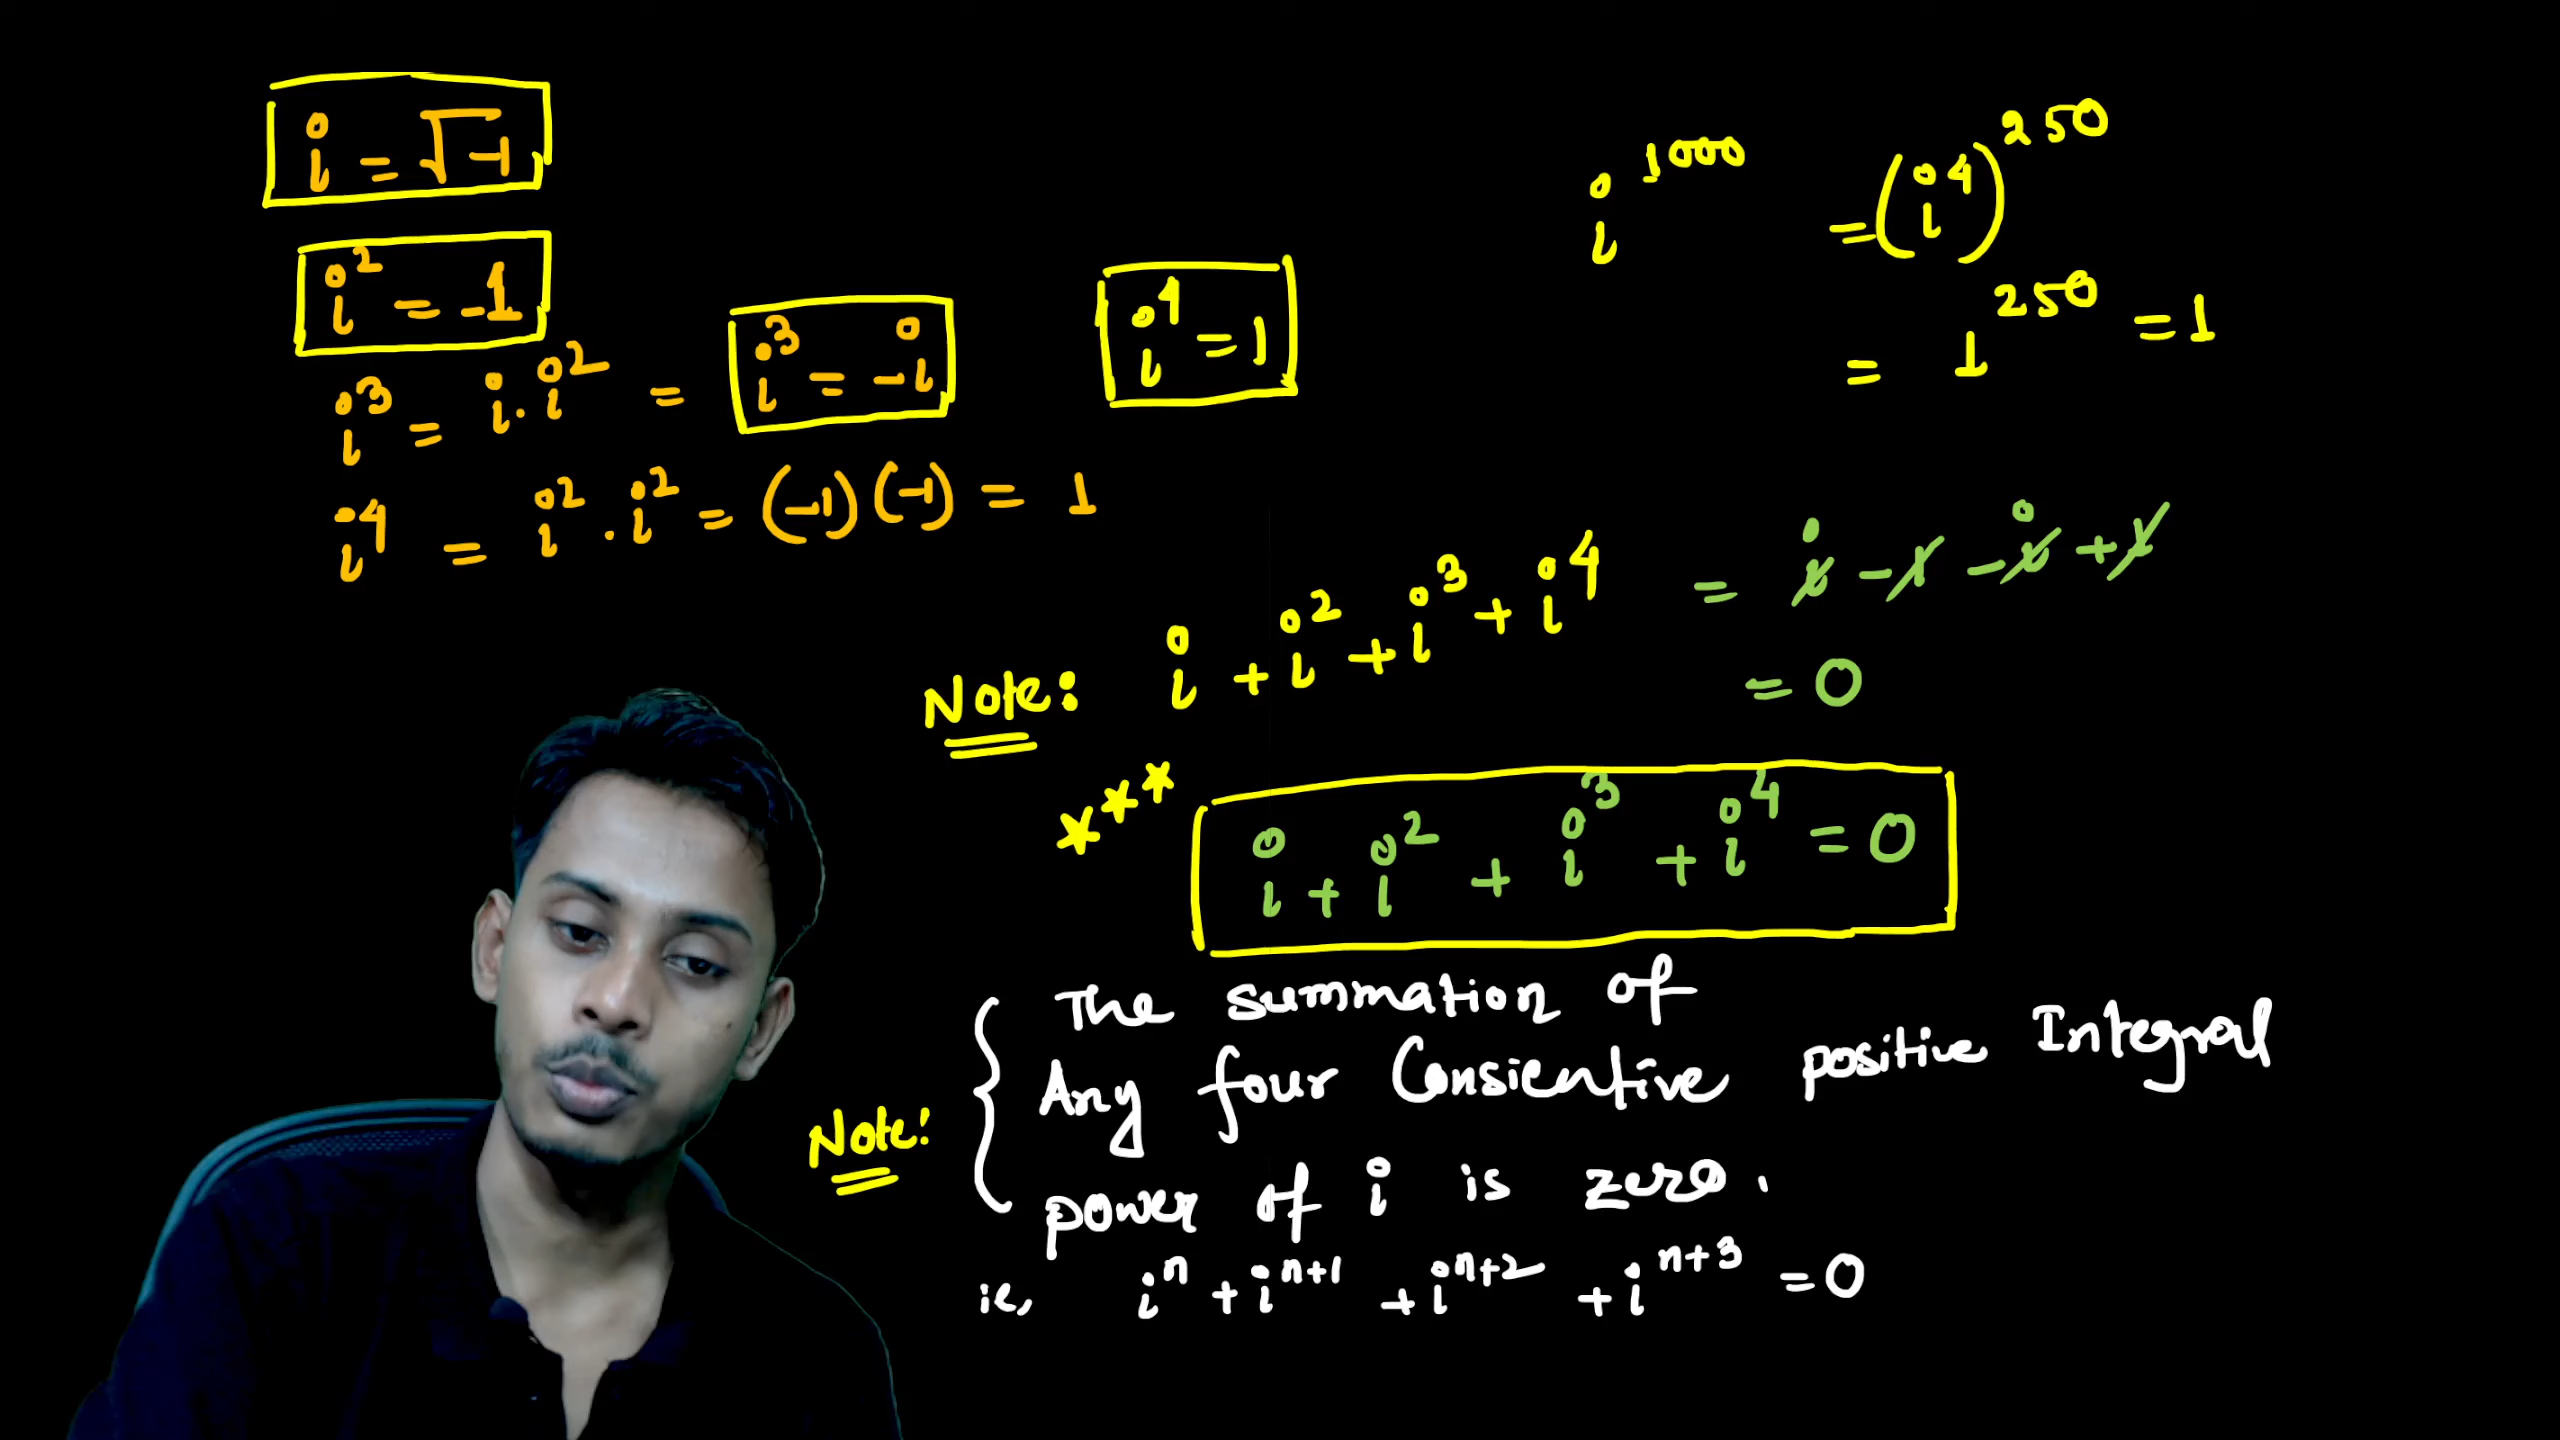 i = √-1
i² = -1
i³ = i·i² = i³ = -i
i⁴ = 1
i⁴ = i²·i² = (-1)(-1) = 1
i¹⁰⁰⁰ = (i⁴)²⁵⁰
= 1²⁵⁰ = 1
Note: i + i² + i³ + i⁴ = i - 1 - i + 1
= 0
*** i + i² + i³ + i⁴ = 0
Note: { The summation of
Any four Consientive positive Integral
power of i is zero.
ie, iⁿ + iⁿ⁺¹ + iⁿ⁺² + iⁿ⁺³ = 0